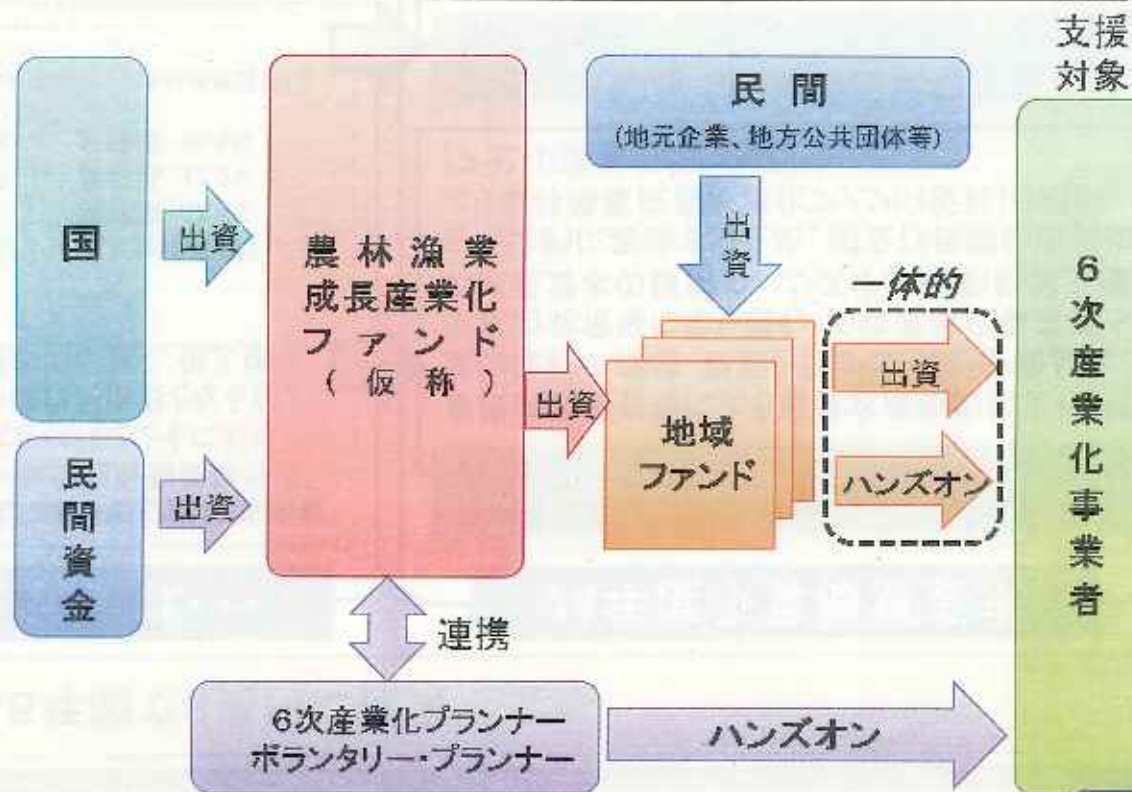 支援
対象
国
出資
民間資金
出資
農林漁業
成長産業化
ファンド
(仮称)
出資
民間
(地元企業、地方公共団体等)
出資
地域
ファンド
一体的
出資
ハンズオン
6次産業化事業者
連携
6次産業化プランナー
ボランタリー・プランナー
ハンズオン